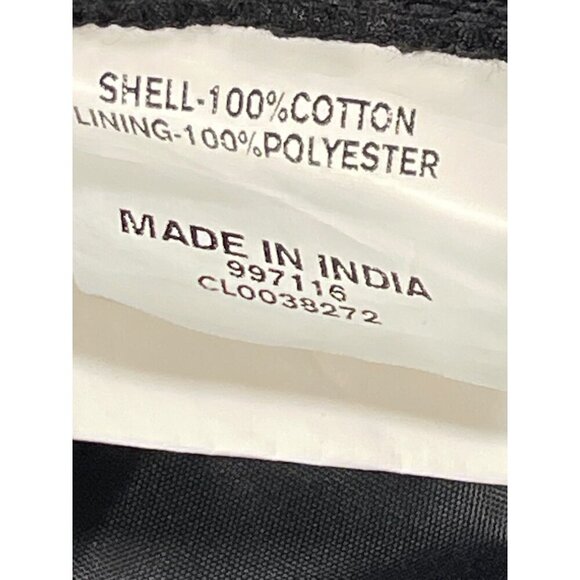 SHELL-100%COTTON
LINING-100%POLYESTER
MADE IN INDIA
997116
CL0038272